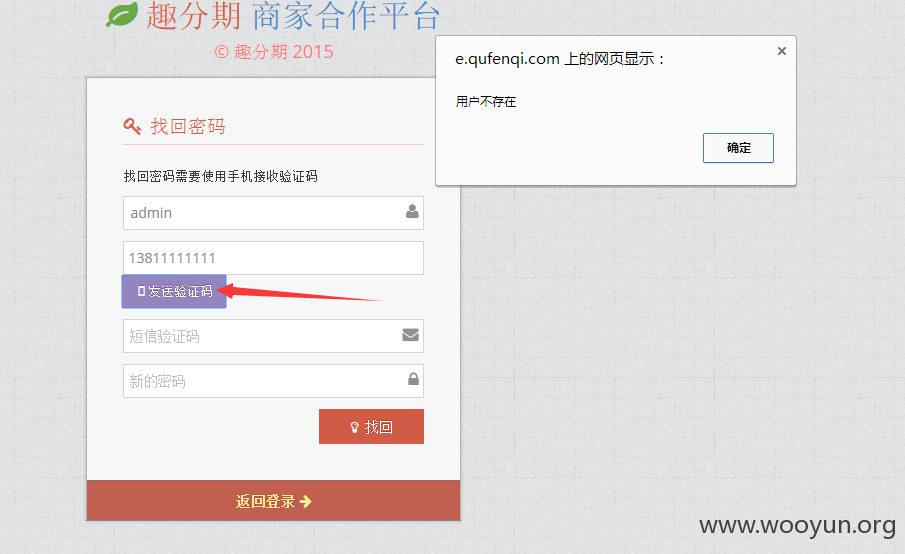 趣分期 商家合作平台
© 趣分期 2015
e.qufenqi.com 上的网页显示：
用户不存在
确定
找回密码
找回密码需要使用手机接收验证码
admin
13811111111
发送验证码
短信验证码
新的密码
找回
返回登录
www.wooyun.org